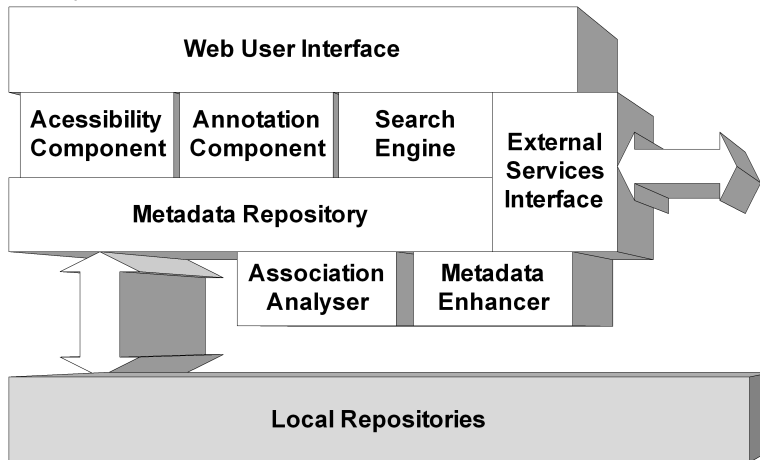 Web User Interface
Acessibility
Component
Annotation
Component
Search
Engine
External
Services
Interface
Metadata Repository
Association
Analyser
Metadata
Enhancer
Local Repositories